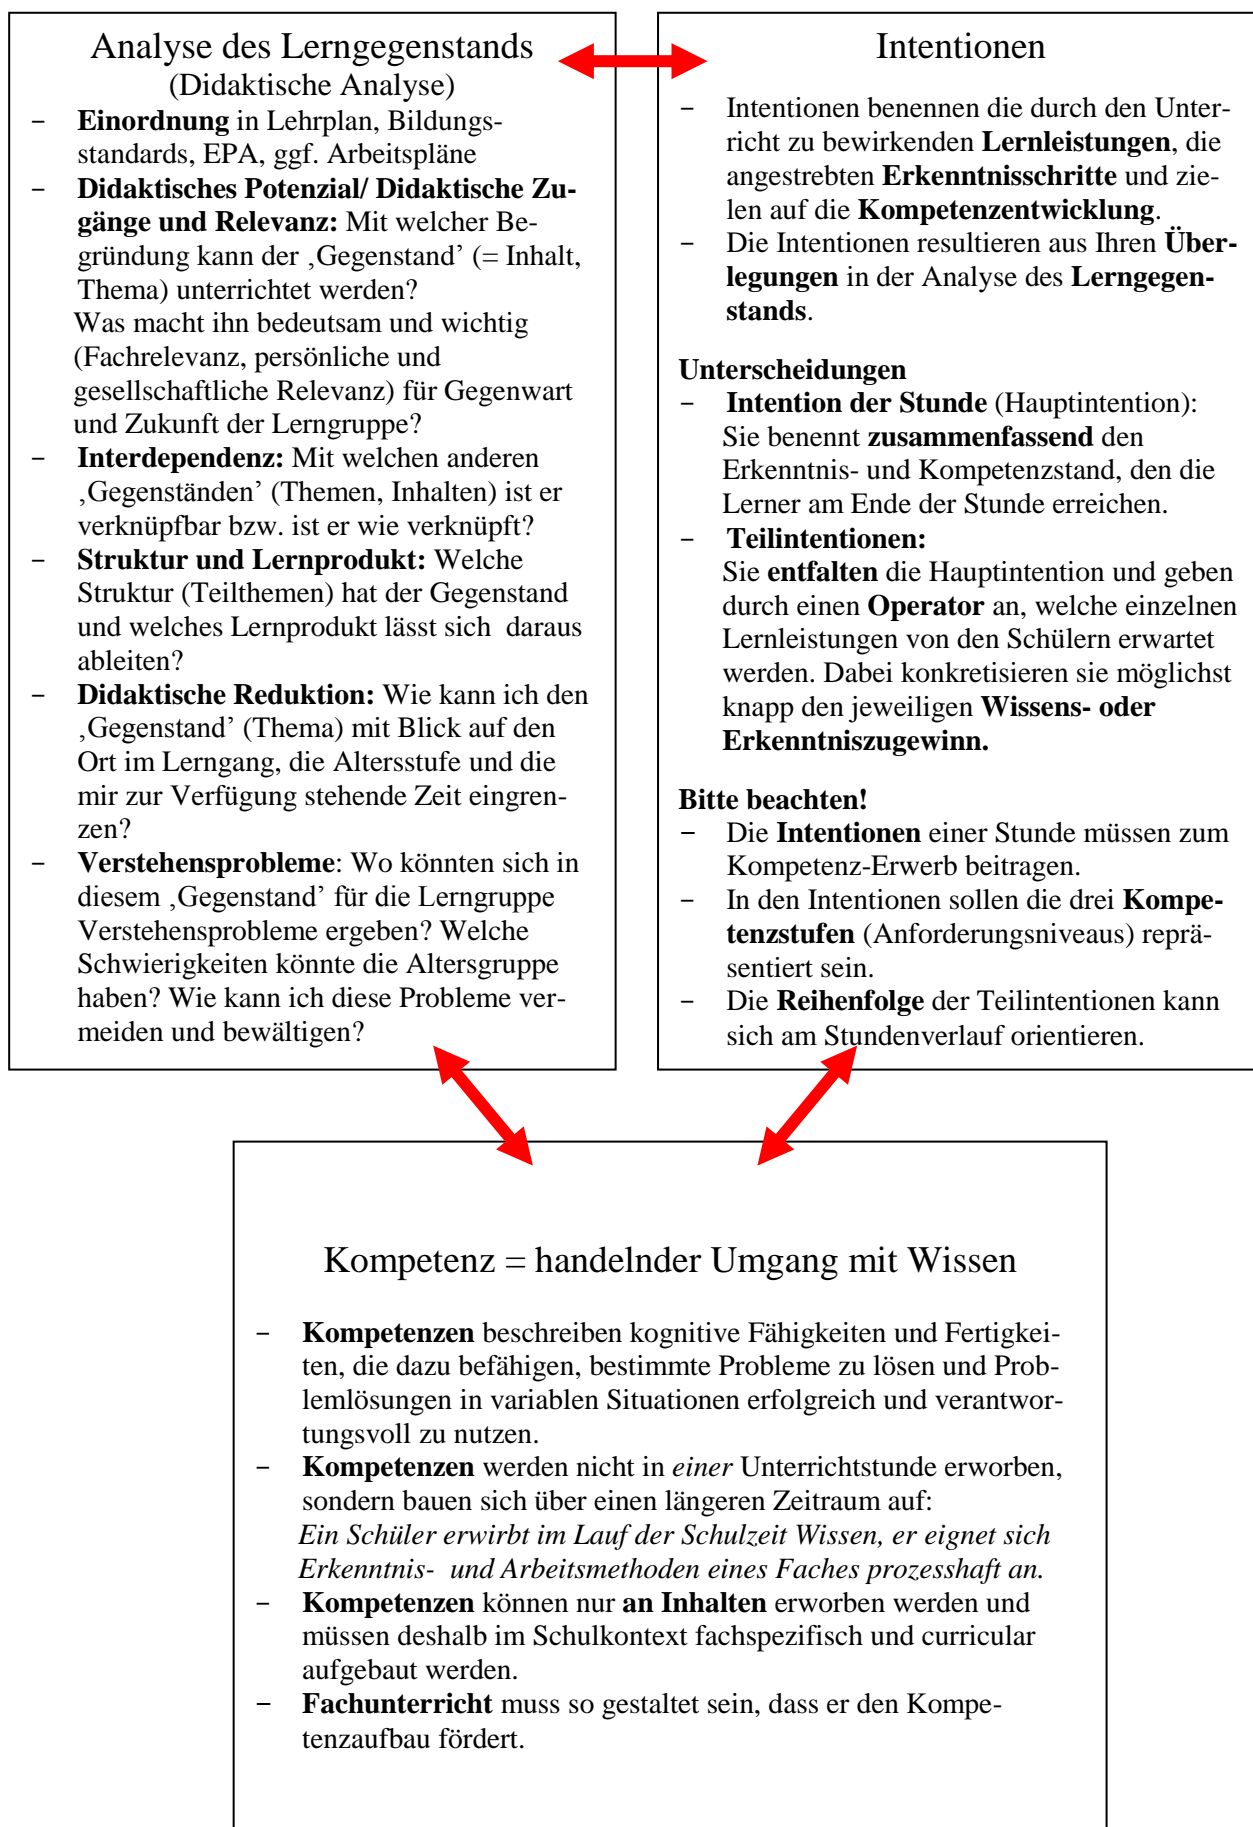 Analyse des Lerngegenstands
(Didaktische Analyse)
− Einordnung in Lehrplan, Bildungs-
standards, EPA, ggf. Arbeitspläne
− Didaktisches Potenzial/ Didaktische Zu-
gänge und Relevanz: Mit welcher Be-
gründung kann der ‚Gegenstand’ (= Inhalt,
Thema) unterrichtet werden?
Was macht ihn bedeutsam und wichtig
(Fachrelevanz, persönliche und
gesellschaftliche Relevanz) für Gegenwart
und Zukunft der Lerngruppe?
− Interdependenz: Mit welchen anderen
‚Gegenständen’ (Themen, Inhalten) ist er
verknüpfbar bzw. ist er wie verknüpft?
− Struktur und Lernprodukt: Welche
Struktur (Teilthemen) hat der Gegenstand
und welches Lernprodukt lässt sich daraus
ableiten?
− Didaktische Reduktion: Wie kann ich den
‚Gegenstand’ (Thema) mit Blick auf den
Ort im Lerngang, die Altersstufe und die
mir zur Verfügung stehende Zeit eingren-
zen?
− Verstehensprobleme: Wo könnten sich in
diesem ‚Gegenstand’ für die Lerngruppe
Verstehensprobleme ergeben? Welche
Schwierigkeiten könnte die Altersgruppe
haben? Wie kann ich diese Probleme ver-
meiden und bewältigen?
Intentionen
− Intentionen benennen die durch den Unter-
richt zu bewirkenden Lernleistungen, die
angestrebten Erkenntnisschritte und zie-
len auf die Kompetenzentwicklung.
− Die Intentionen resultieren aus Ihren Über-
legungen in der Analyse des Lerngegen-
stands.
Unterscheidungen
− Intention der Stunde (Hauptintention):
Sie benennt zusammenfassend den
Erkenntnis- und Kompetenzstand, den die
Lerner am Ende der Stunde erreichen.
− Teilintentionen:
Sie entfalten die Hauptintention und geben
durch einen Operator an, welche einzelnen
Lernleistungen von den Schülern erwartet
werden. Dabei konkretisieren sie möglichst
knapp den jeweiligen Wissens- oder
Erkenntniszugewinn.
Bitte beachten!
− Die Intentionen einer Stunde müssen zum
Kompetenz-Erwerb beitragen.
− In den Intentionen sollen die drei Kompe-
tenzstufen (Anforderungsniveaus) reprä-
sentiert sein.
− Die Reihenfolge der Teilintentionen kann
sich am Stundenverlauf orientieren.
Kompetenz = handelnder Umgang mit Wissen
− Kompetenzen beschreiben kognitive Fähigkeiten und Fertigkei-
ten, die dazu befähigen, bestimmte Probleme zu lösen und Prob-
lemlösungen in variablen Situationen erfolgreich und verantwor-
tungsvoll zu nutzen.
− Kompetenzen werden nicht in einer Unterrichtstunde erworben,
sondern bauen sich über einen längeren Zeitraum auf:
Ein Schüler erwirbt im Lauf der Schulzeit Wissen, er eignet sich
Erkenntnis- und Arbeitsmethoden eines Faches prozesshaft an.
− Kompetenzen können nur an Inhalten erworben werden und
müssen deshalb im Schulkontext fachspezifisch und curricular
aufgebaut werden.
− Fachunterricht muss so gestaltet sein, dass er den Kompe-
tenzaufbau fördert.